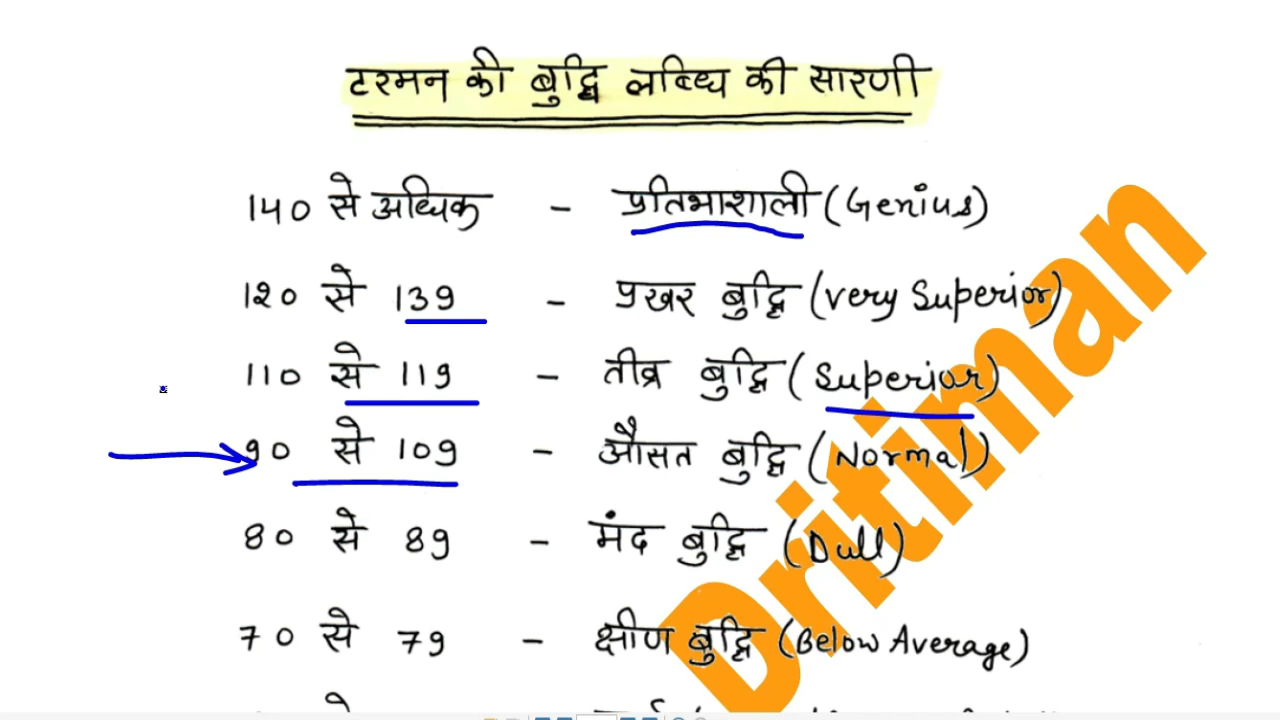 टरमन की बुद्धि लब्धि की सारणी
140 से अधिक - प्रतिभाशाली (Genius)
120 से 139 - प्रखर बुद्धि (very Superior)
110 से 119 - तीव्र बुद्धि (Superior)
90 से 109 - औसत बुद्धि (Normal)
80 से 89 - मंद बुद्धि (Dull)
70 से 79 - क्षीण बुद्धि (Below Average)
Dritiman